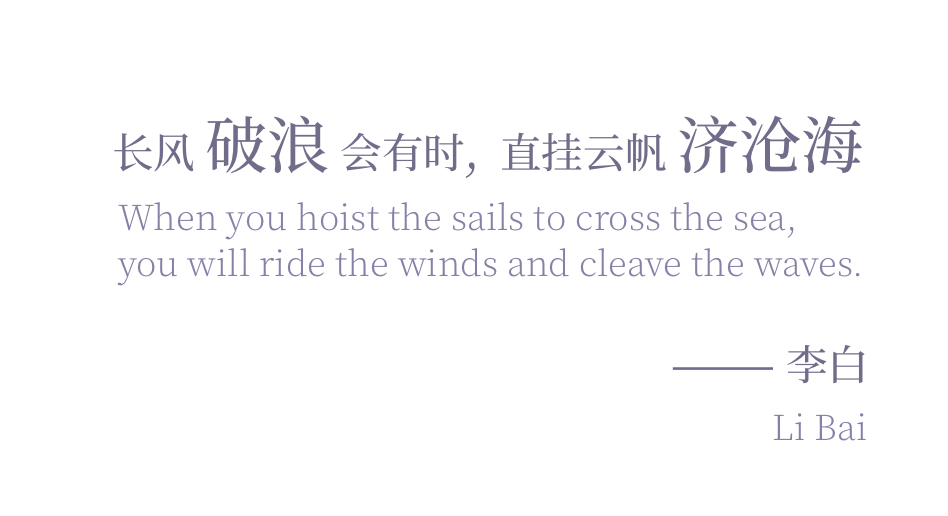 长风 破浪 会有时，直挂云帆 济沧海
When you hoist the sails to cross the sea,
you will ride the winds and cleave the waves.
—— 李白
Li Bai